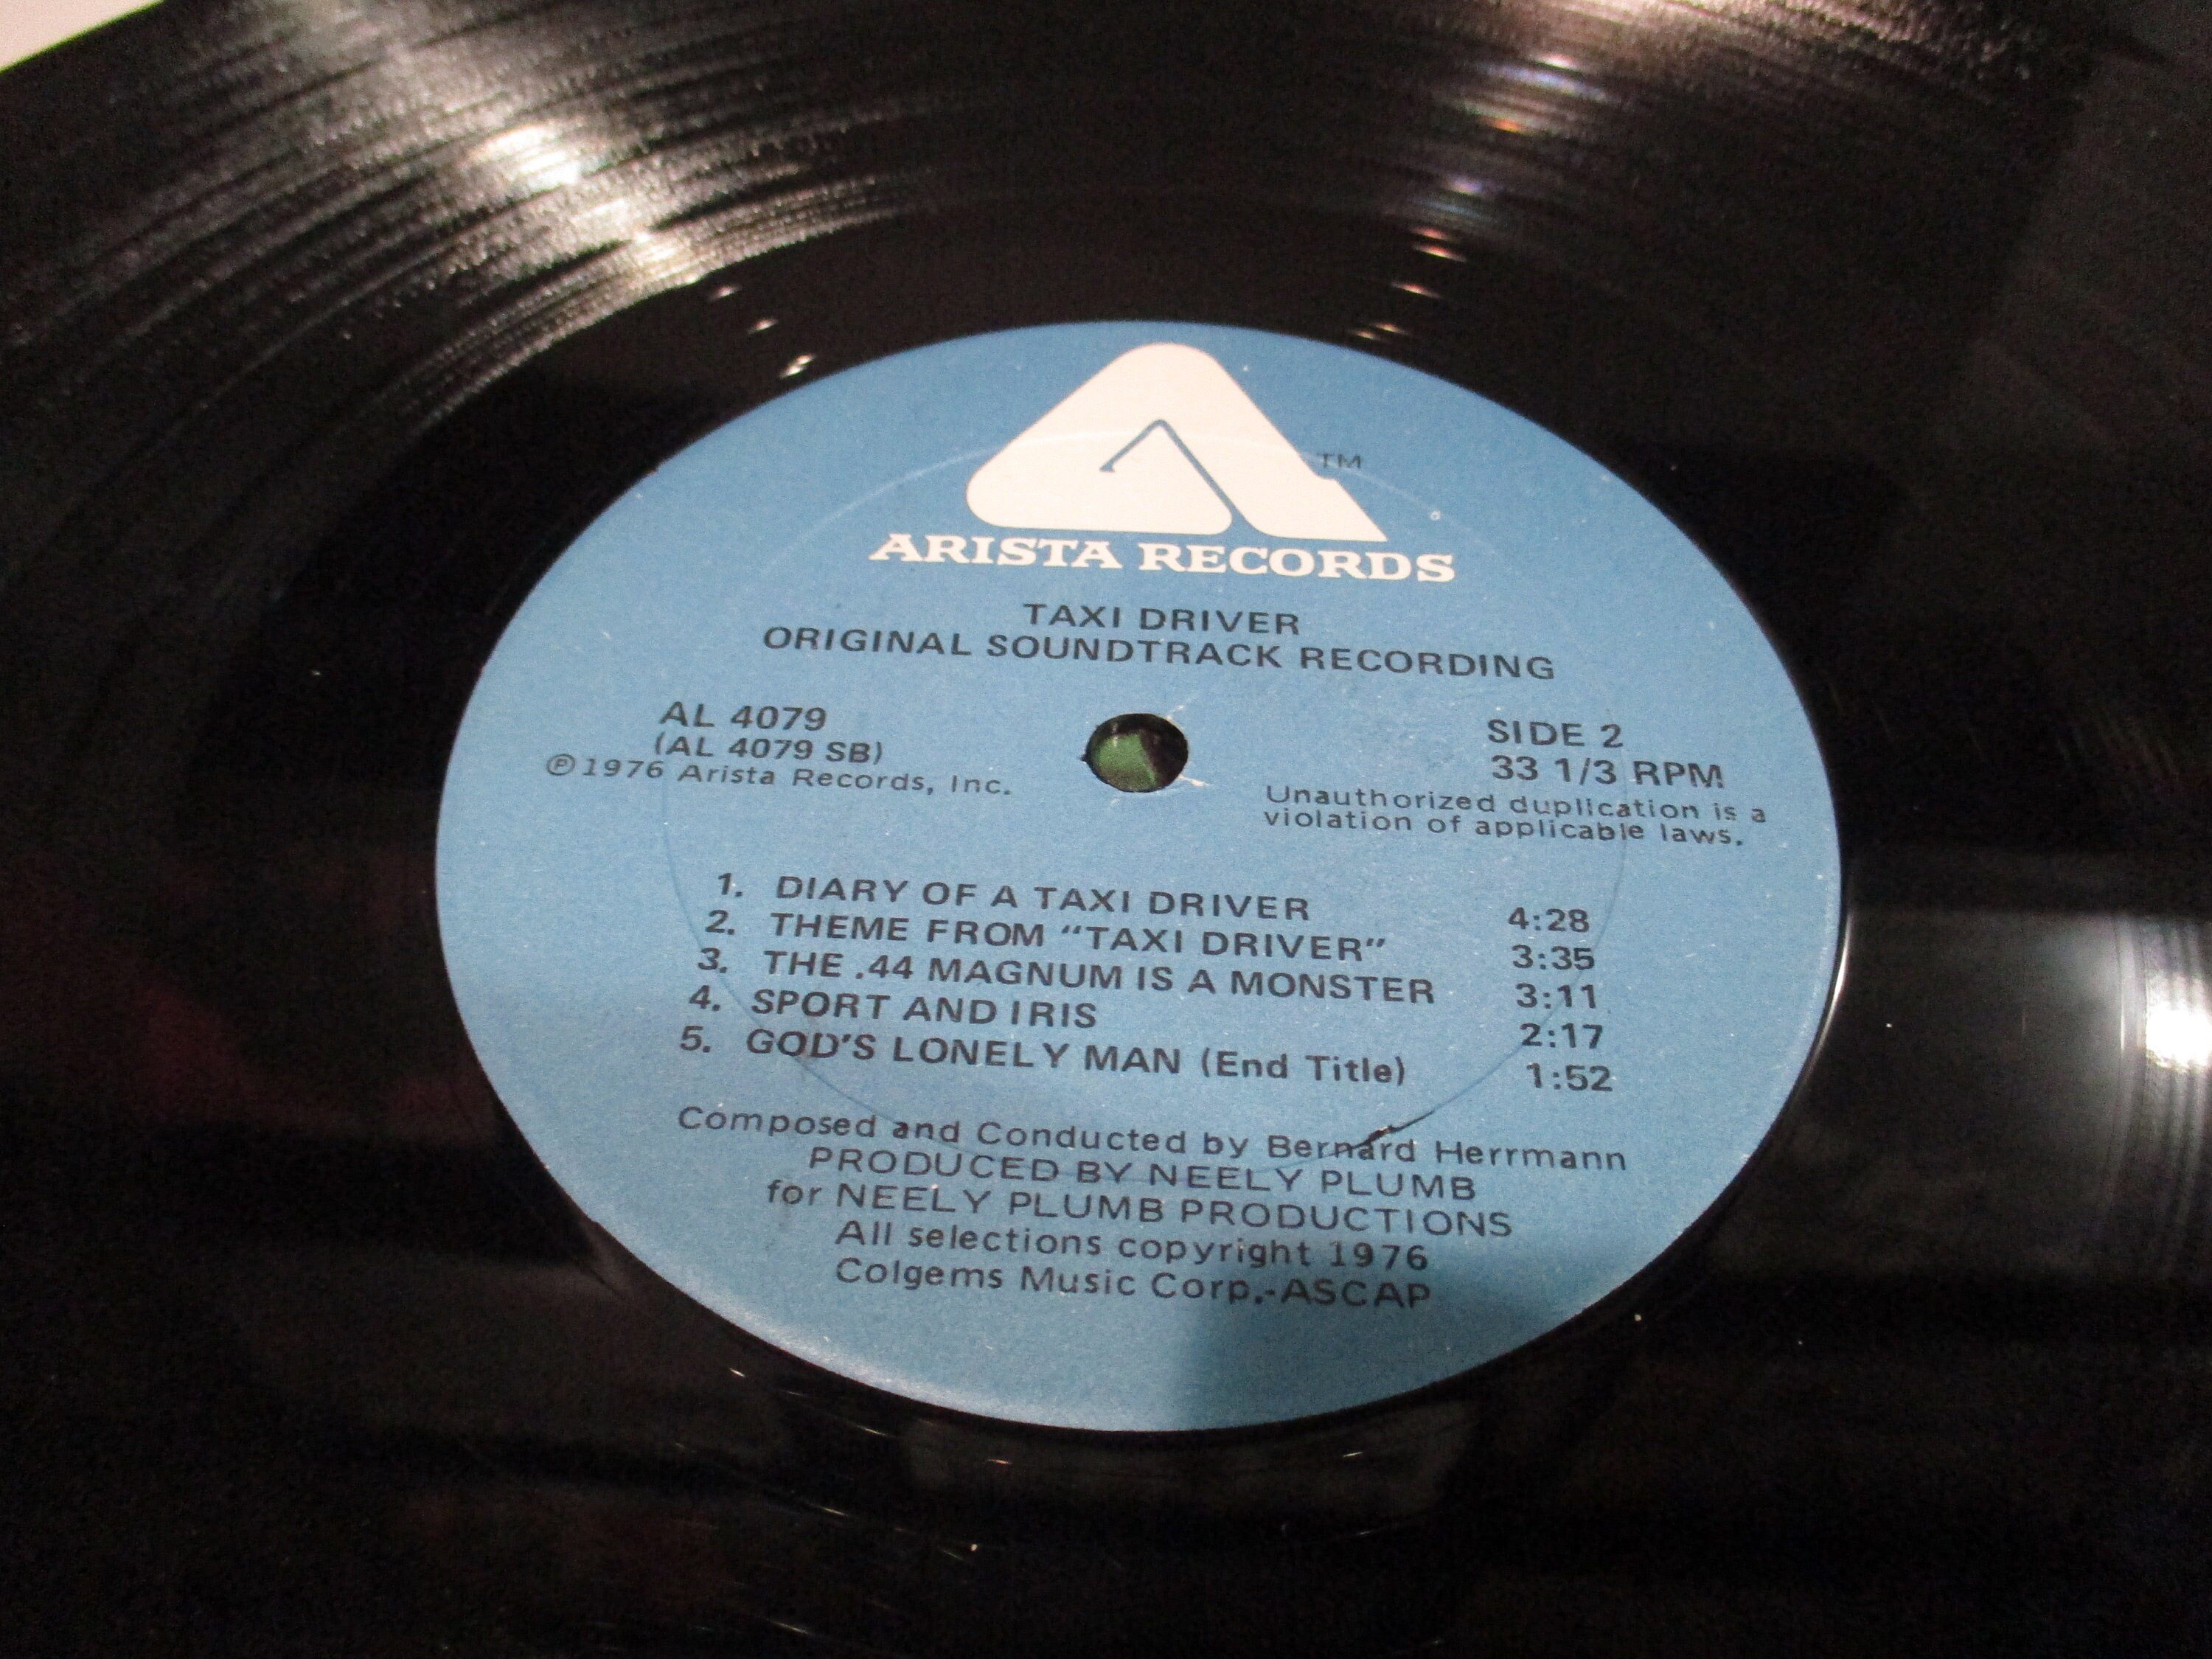 TM
ARISTA RECORDS
TAXI DRIVER
ORIGINAL SOUNDTRACK RECORDING
AL 4079
(AL 4079 SB)
℗1976 Arista Records, Inc.
SIDE 2
33 1/3 RPM
Unauthorized duplication is a
violation of applicable laws.
1. DIARY OF A TAXI DRIVER 4:28
2. THEME FROM "TAXI DRIVER" 3:35
3. THE .44 MAGNUM IS A MONSTER 3:11
4. SPORT AND IRIS 2:17
5. GOD'S LONELY MAN (End Title) 1:52
Composed and Conducted by Bernard Herrmann
PRODUCED BY NEELY PLUMB
for NEELY PLUMB PRODUCTIONS
All selections copyright 1976
Colgems Music Corp.-ASCAP